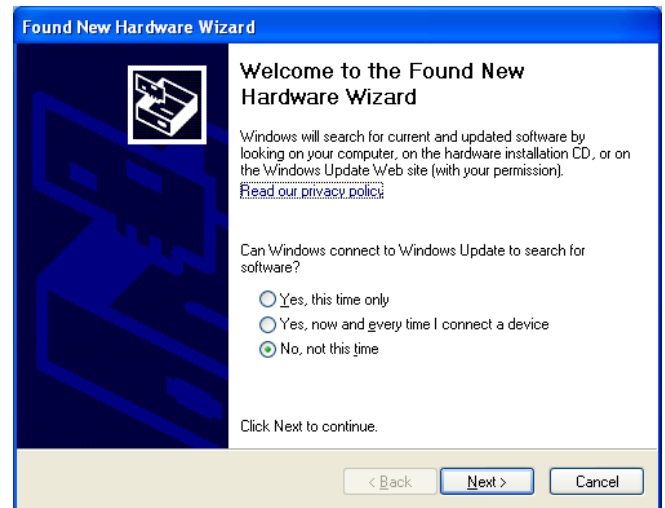 Found New Hardware Wizard
Welcome to the Found New
Hardware Wizard
Windows will search for current and updated software by
looking on your computer, on the hardware installation CD, or on
the Windows Update Web site (with your permission).
Read our privacy policy
Can Windows connect to Windows Update to search for
software?
Yes, this time only
Yes, now and every time I connect a device
No, not this time
Click Next to continue.
< Back Next > Cancel